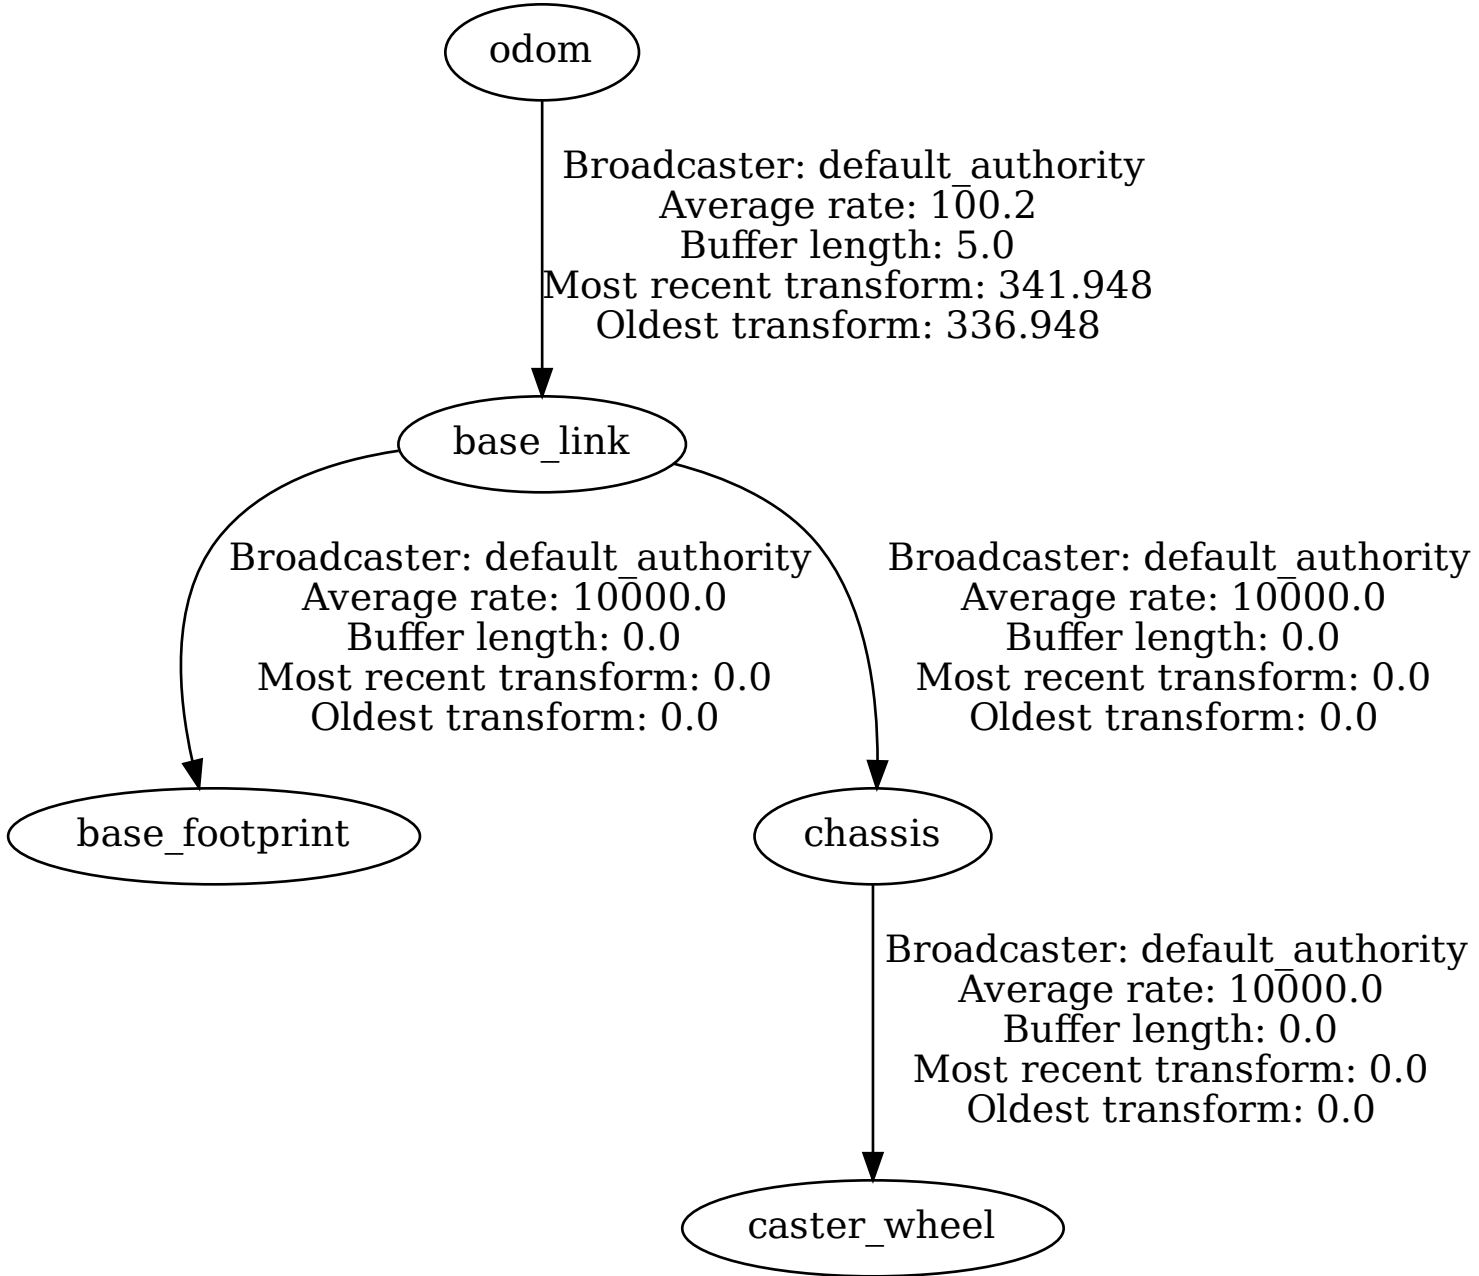 odom
Broadcaster: default_authority
Average rate: 100.2
Buffer length: 5.0
Most recent transform: 341.948
Oldest transform: 336.948
base_link
Broadcaster: default_authority
Average rate: 10000.0
Buffer length: 0.0
Most recent transform: 0.0
Oldest transform: 0.0
Broadcaster: default_authority
Average rate: 10000.0
Buffer length: 0.0
Most recent transform: 0.0
Oldest transform: 0.0
base_footprint
chassis
Broadcaster: default_authority
Average rate: 10000.0
Buffer length: 0.0
Most recent transform: 0.0
Oldest transform: 0.0
caster_wheel